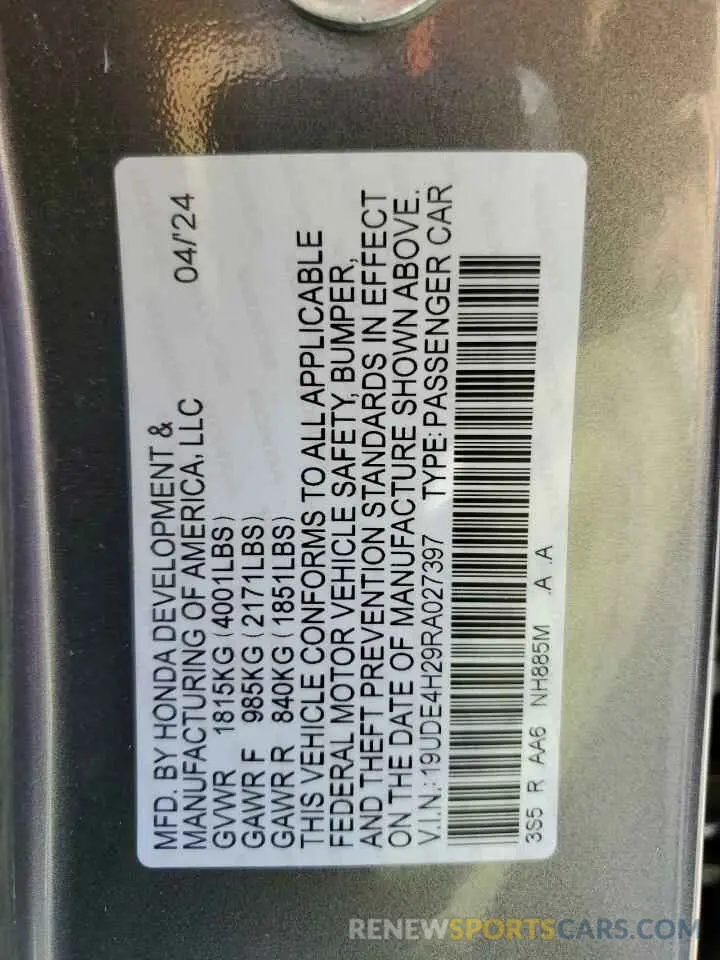 MFD. BY HONDA DEVELOPMENT &
MANUFACTURING OF AMERICA, LLC 04/'24
GVWR 1815KG (4001LBS)
GAWR F 985KG (2171LBS)
GAWR R 840KG (1851LBS)
THIS VEHICLE CONFORMS TO ALL APPLICABLE
FEDERAL MOTOR VEHICLE SAFETY, BUMPER,
AND THEFT PREVENTION STANDARDS IN EFFECT
ON THE DATE OF MANUFACTURE SHOWN ABOVE.
V.I.N.: 19UDE4H29RA027397 TYPE: PASSENGER CAR
3S5 R AA6 NH885M A A
RENEWSPORTSCARS.COM